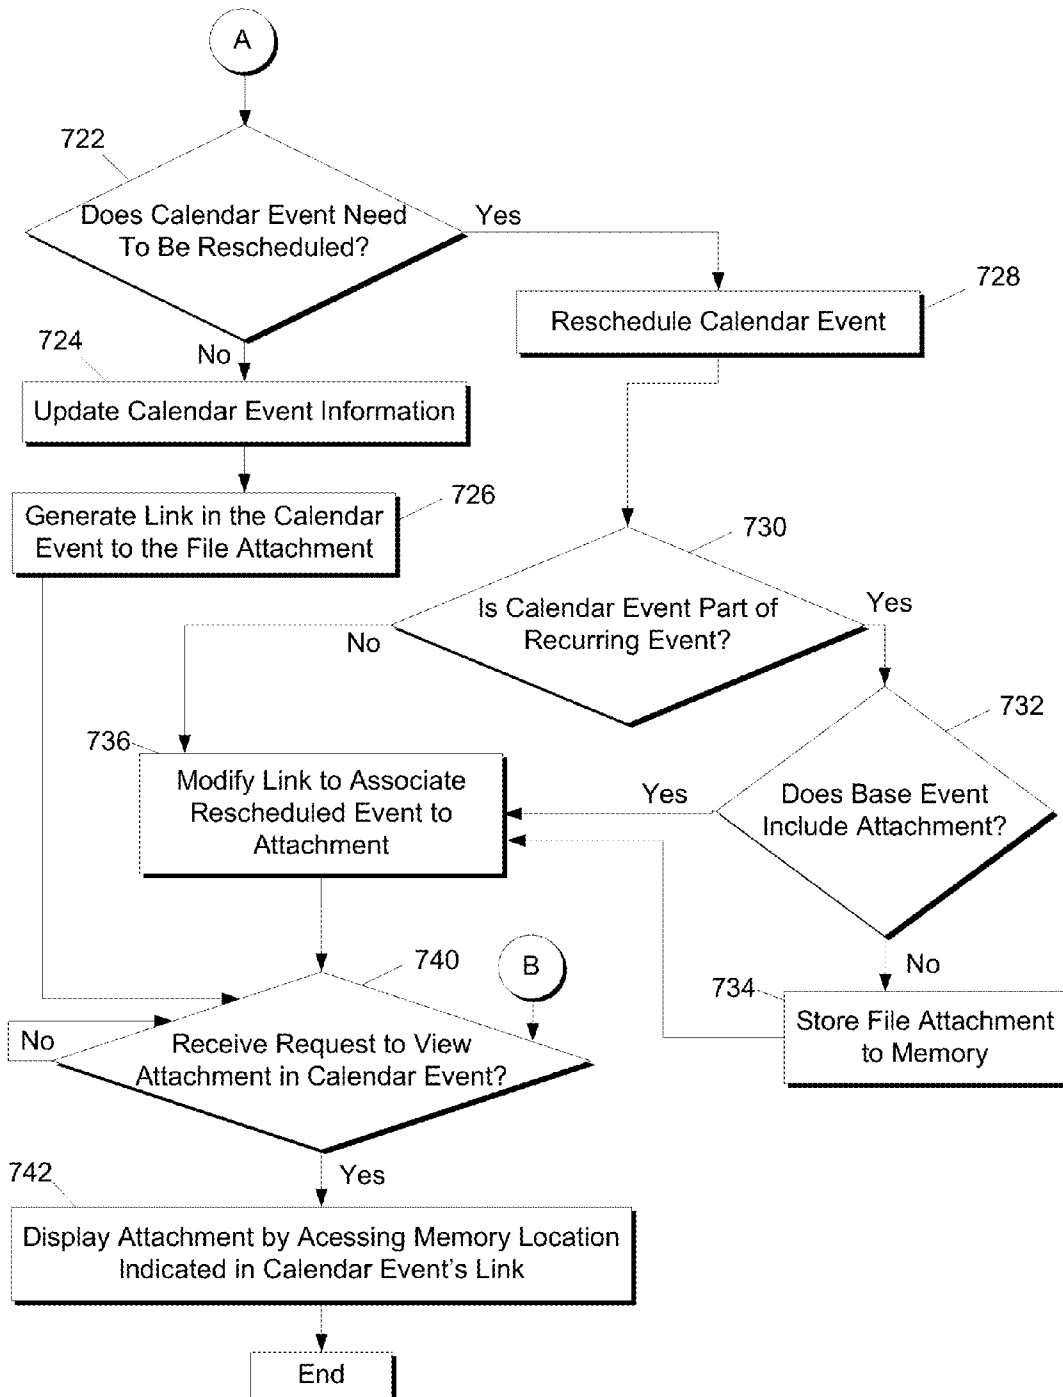 A
722
Does Calendar Event Need
To Be Rescheduled?
Yes
728
Reschedule Calendar Event
No
724
Update Calendar Event Information
726
Generate Link in the Calendar
Event to the File Attachment
730
Is Calendar Event Part of
Recurring Event?
Yes
No
732
Does Base Event
Include Attachment?
Yes
736
Modify Link to Associate
Rescheduled Event to
Attachment
No
734
Store File Attachment
to Memory
740
B
Receive Request to View
Attachment in Calendar Event?
No
Yes
742
Display Attachment by Acessing Memory Location
Indicated in Calendar Event's Link
End